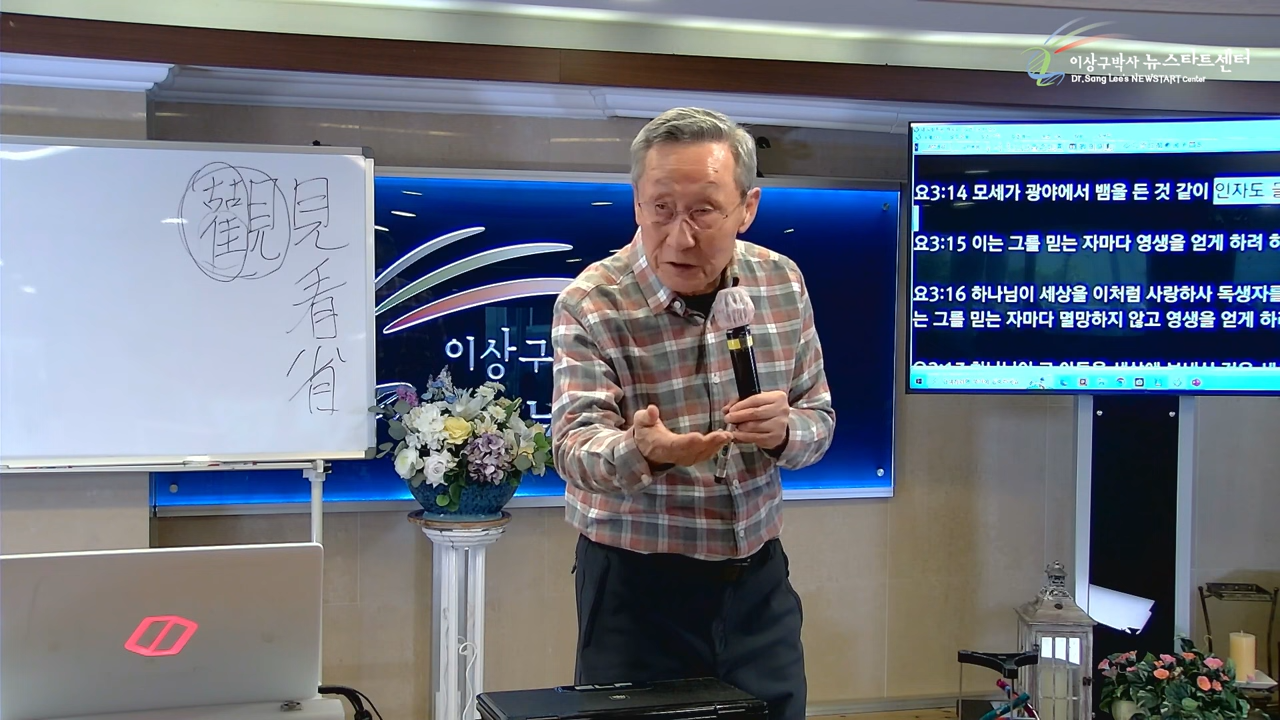 이상구박사 뉴스타트센터
Dr. Sang Lee's NEWSTART Center
觀見
看
省
이상구
요3:14 모세가 광야에서 뱀을 든 것 같이 인자도
요3:15 이는 그를 믿는 자마다 영생을 얻게 하려
요3:16 하나님이 세상을 이처럼 사랑하사 독생자를
는 그를 믿는 자마다 멸망하지 않고 영생을 얻게